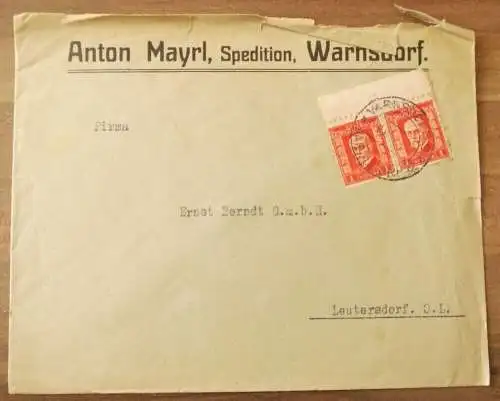 Anton Mayrl, Spedition, Warnsdorf.
Firma
Ernst Berndt G.m.b.H.
Leutersdorf. O.L.